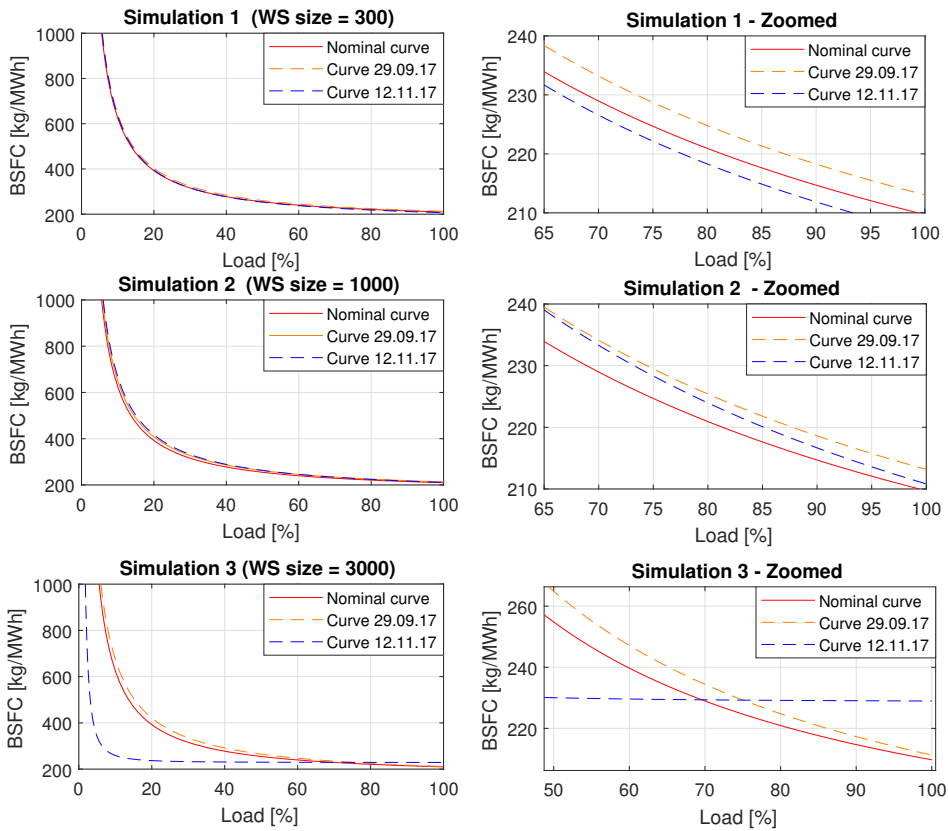 Simulation 1 (WS size = 300)
1000
800
600
400
200
0
20
40
60
80
100
BSFC [kg/MWh]
Load [%]
Nominal curve
Curve 29.09.17
Curve 12.11.17
Simulation 1 - Zoomed
240
230
220
210
65
70
75
80
85
90
95
100
BSFC [kg/MWh]
Load [%]
Nominal curve
Curve 29.09.17
Curve 12.11.17
Simulation 2 (WS size = 1000)
1000
800
600
400
200
0
20
40
60
80
100
BSFC [kg/MWh]
Load [%]
Nominal curve
Curve 29.09.17
Curve 12.11.17
Simulation 2 - Zoomed
240
230
220
210
65
70
75
80
85
90
95
100
BSFC [kg/MWh]
Load [%]
Nominal curve
Curve 29.09.17
Curve 12.11.17
Simulation 3 (WS size = 3000)
1000
800
600
400
200
0
20
40
60
80
100
BSFC [kg/MWh]
Load [%]
Nominal curve
Curve 29.09.17
Curve 12.11.17
Simulation 3 - Zoomed
260
240
220
50
60
70
80
90
100
BSFC [kg/MWh]
Load [%]
Nominal curve
Curve 29.09.17
Curve 12.11.17